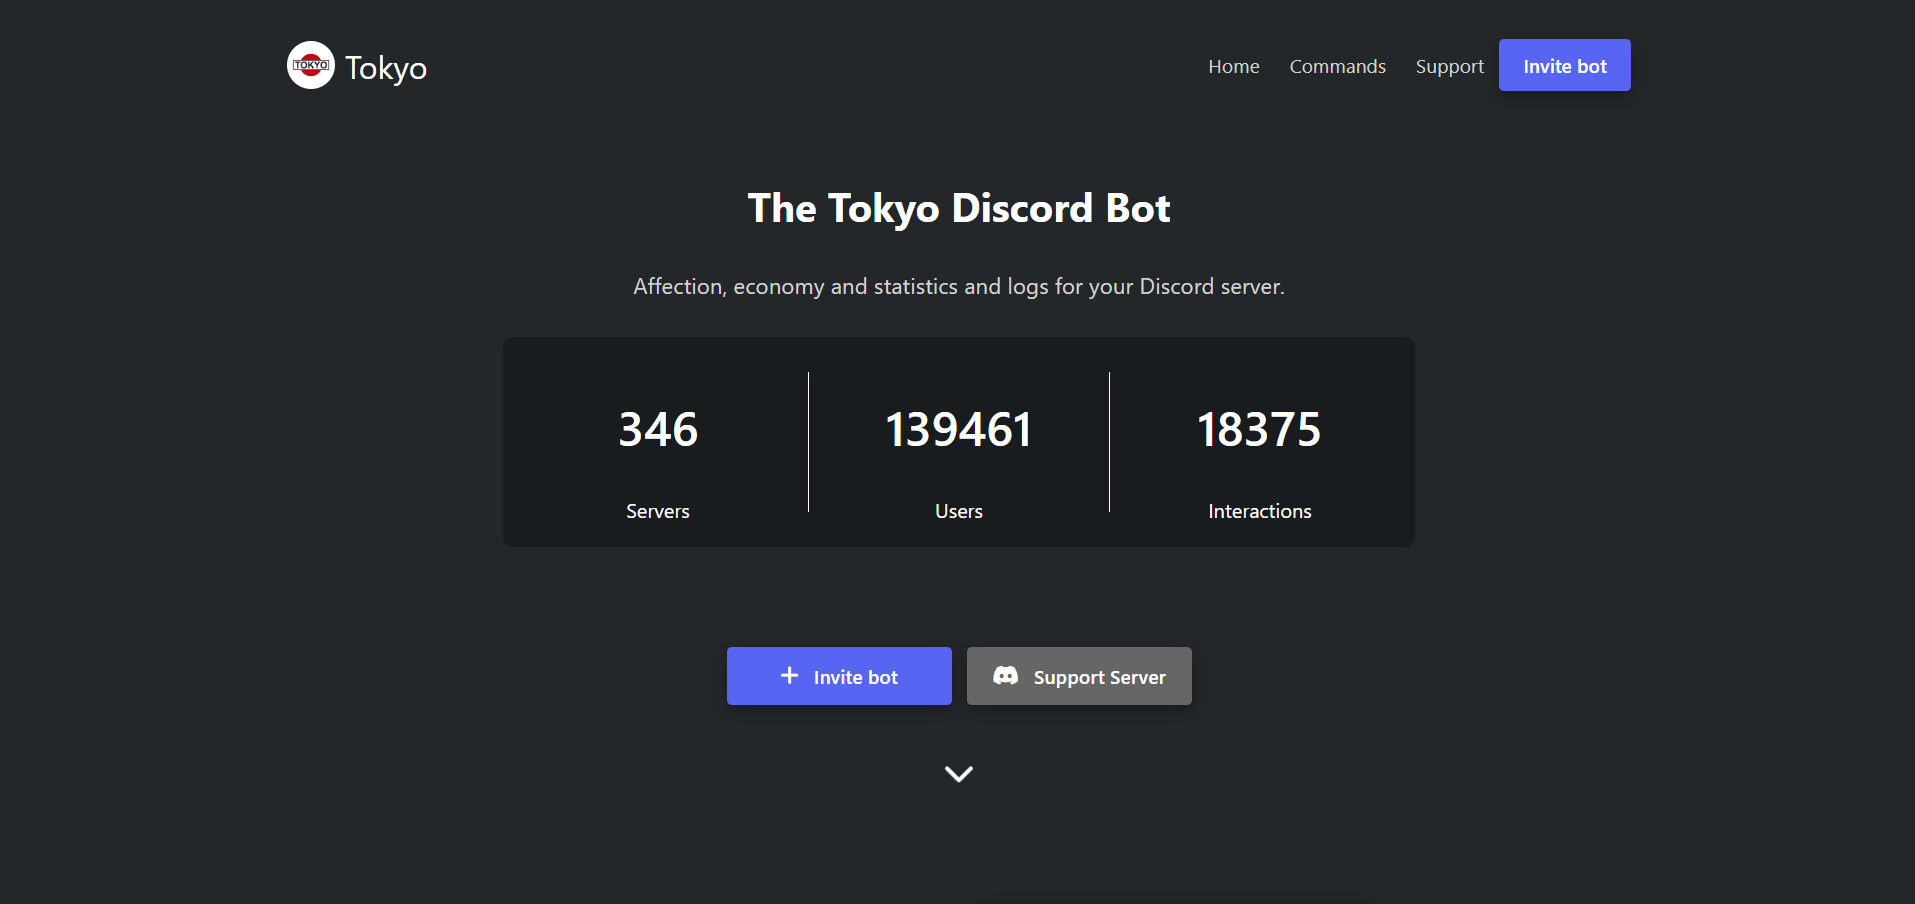 TOKYO
Tokyo
Home Commands Support Invite bot
The Tokyo Discord Bot
Affection, economy and statistics and logs for your Discord server.
346 139461 18375
Servers Users Interactions
Invite bot Support Server